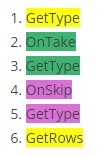 1. GetType
2. OnTake
3. GetType
4. OnSkip
5. GetType
6. GetRows